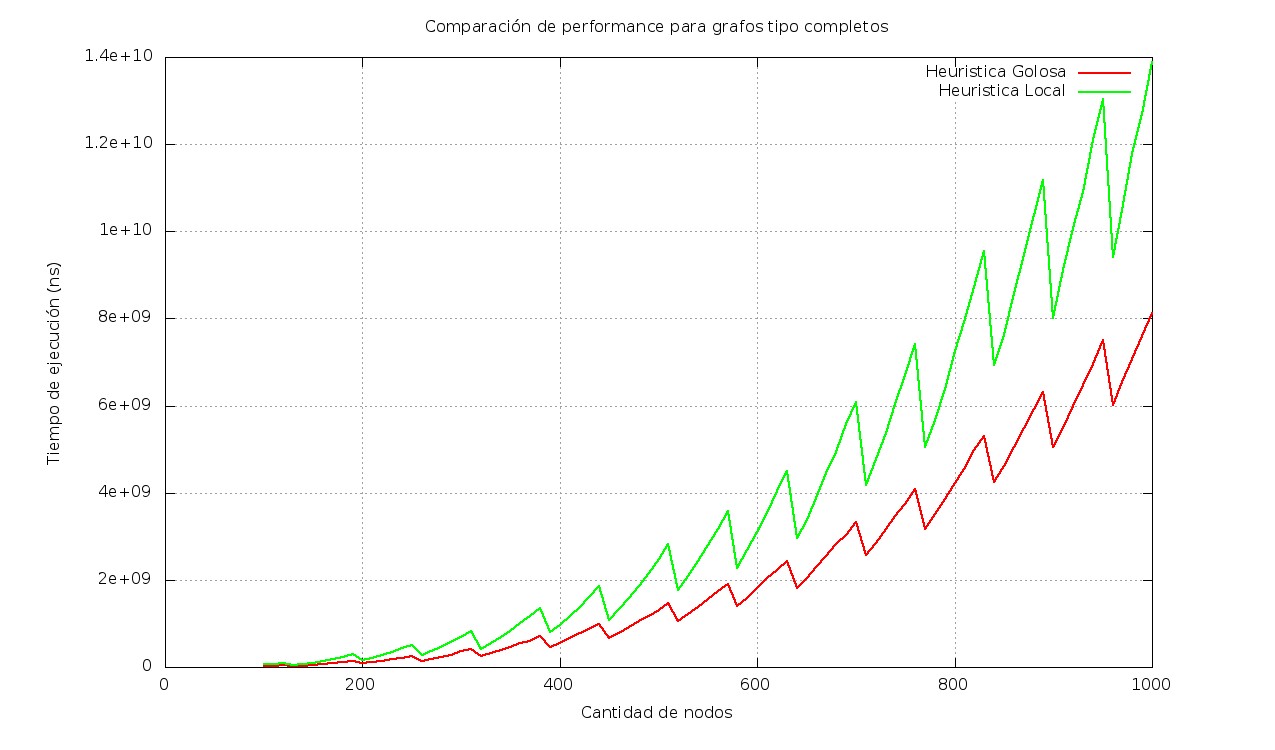 Comparación de performance para grafos tipo completos
Heuristica Golosa
Heuristica Local
1.4e+10
1.2e+10
1e+10
8e+09
6e+09
4e+09
2e+09
0
Tiempo de ejecución (ns)
0 200 400 600 800 1000
Cantidad de nodos